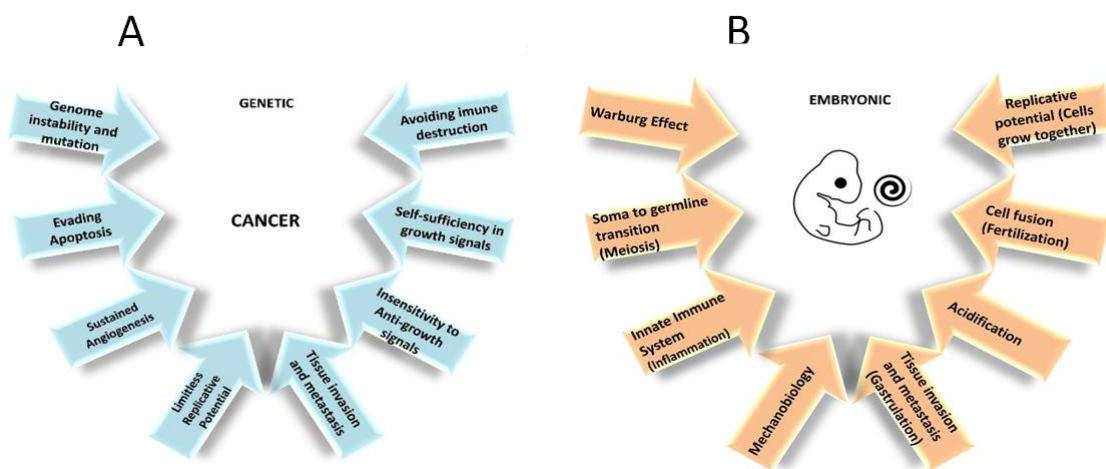 A
GENETIC
CANCER
Genome
instability and
mutation
Evading
Apoptosis
Sustained
Angiogenesis
Limitless
Replicative
Potential
Tissue invasion
and metastasis
Insensitivity to
Anti-growth
signals
Self-sufficiency in
growth signals
Avoiding imune
destruction
B
EMBRYONIC
Warburg Effect
Soma to germline
transition
(Meiosis)
Innate Immune
System
(Inflammation)
Mechanobiology
Tissue invasion
and metastasis
(Gastrulation)
Acidification
Cell fusion
(Fertilization)
Replicative
potential (Cells
grow together)